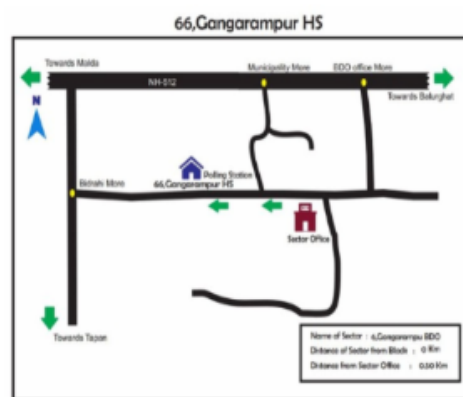 66,Gangarampur HS
Towards Malda
Municipality More
BDO office More
NH-512
Towards Balurghat
N
Polling Station
66,Gangarampur HS
Sector Office
Towards Tapan
Name of Sector : 6,Gangarampu BDO
Distance of Sector from Block : 0 Km
Distance from Sector Office : 0.50 Km